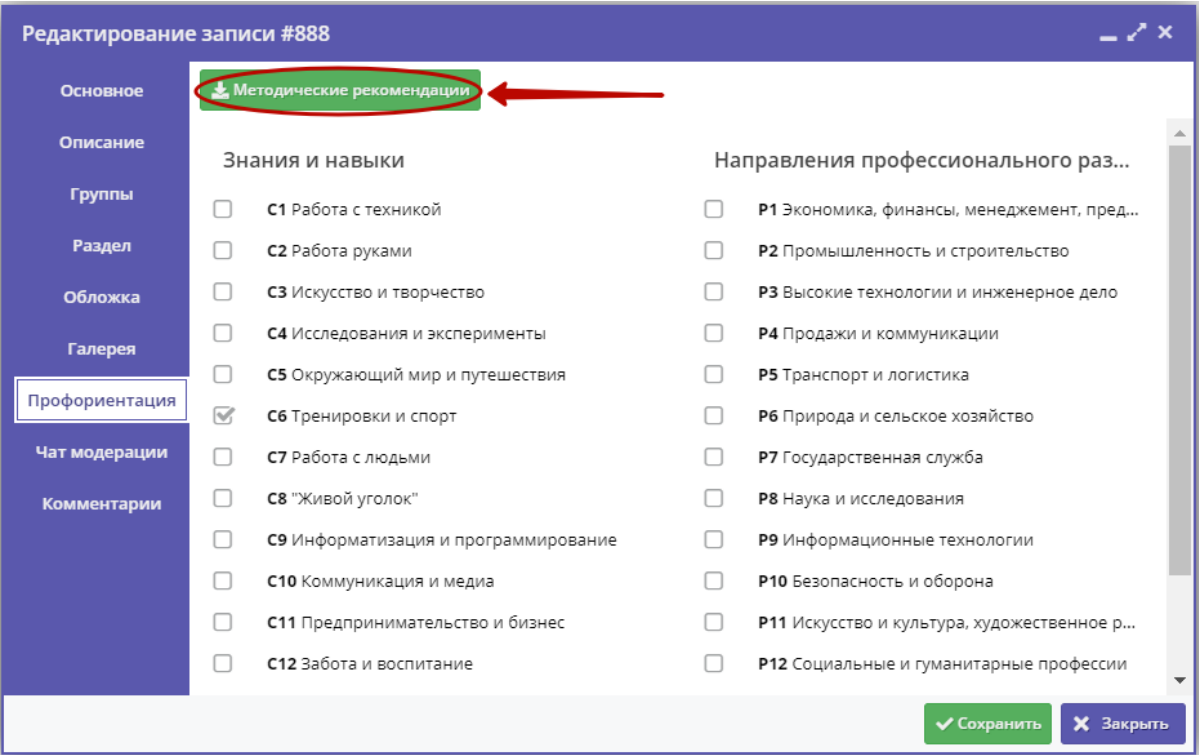 Редактирование записи #888
Основное
Описание
Группы
Раздел
Обложка
Галерея
Профориентация
Чат модерации
Комментарии
Методические рекомендации
Знания и навыки
C1 Работа с техникой
C2 Работа руками
C3 Искусство и творчество
C4 Исследования и эксперименты
C5 Окружающий мир и путешествия
C6 Тренировки и спорт
C7 Работа с людьми
C8 "Живой уголок"
C9 Информатизация и программирование
C10 Коммуникация и медиа
C11 Предпринимательство и бизнес
C12 Забота и воспитание
Направления профессионального раз...
P1 Экономика, финансы, менеджмент, пред...
P2 Промышленность и строительство
P3 Высокие технологии и инженерное дело
P4 Продажи и коммуникации
P5 Транспорт и логистика
P6 Природа и сельское хозяйство
P7 Государственная служба
P8 Наука и исследования
P9 Информационные технологии
P10 Безопасность и оборона
P11 Искусство и культура, художественное р...
P12 Социальные и гуманитарные профессии
Сохранить
Закрыть